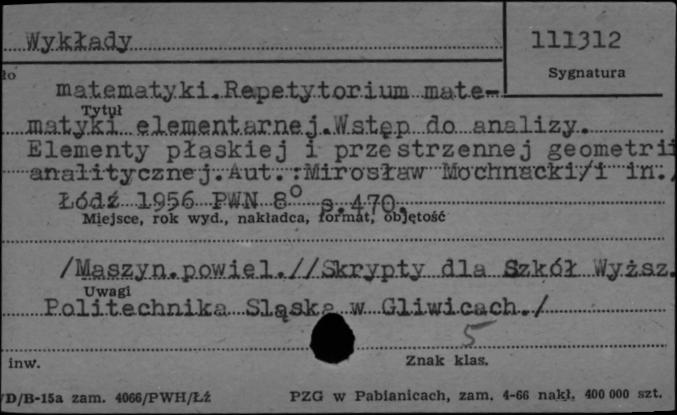 Wykłady
111312
Sygnatura
ło
matematyki.Repetytorium mate-
Tytuł
matyki elementarnej.Wstęp do analizy.
Elementy płaskiej i przestrzennej geometrii
analitycznej.Aut.:Mirosław Mochnacki/i in./
Łódź 1956 PWN 8° s.470.
Miejsce, rok wyd., nakładca, format, objętość
/Maszyn.powiel.//Skrypty dla Szkół Wyższ.
Uwagi
Politechnika Śląska w Gliwicach./
5
inw.
Znak klas.
/D/B-15a zam. 4066/PWH/Łź
PZG w Pabianicach, zam. 4-66 nakł. 400 000 szt.